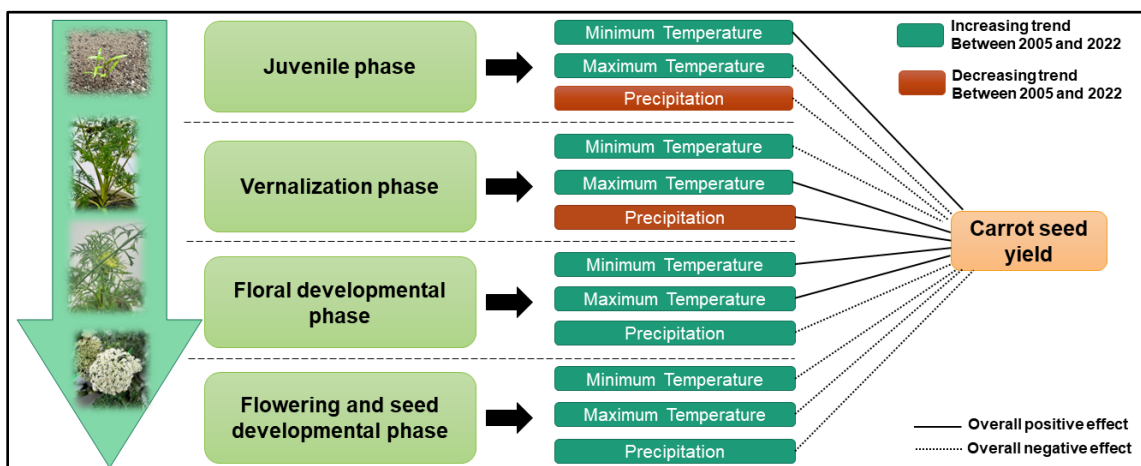 Juvenile phase
Minimum Temperature
Maximum Temperature
Precipitation
Vernalization phase
Minimum Temperature
Maximum Temperature
Precipitation
Floral developmental
phase
Minimum Temperature
Maximum Temperature
Precipitation
Flowering and seed
developmental phase
Minimum Temperature
Maximum Temperature
Precipitation
Increasing trend
Between 2005 and 2022
Decreasing trend
Between 2005 and 2022
Carrot seed
yield
Overall positive effect
Overall negative effect